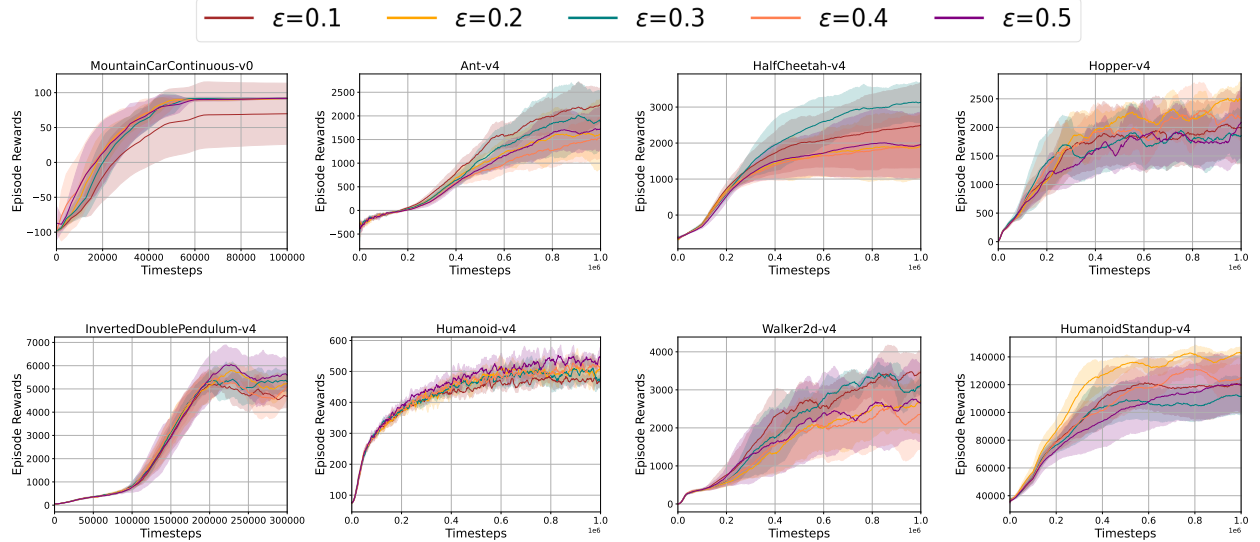 ε=0.1 ε=0.2 ε=0.3 ε=0.4 ε=0.5
MountainCarContinuous-v0
Episode Rewards
100
50
0
−50
−100
0 20000 40000 60000 80000 100000
Timesteps
Ant-v4
Episode Rewards
2500
2000
1500
1000
500
0
−500
0.0 0.2 0.4 0.6 0.8 1.0
1e6
Timesteps
HalfCheetah-v4
Episode Rewards
3000
2000
1000
0
0.0 0.2 0.4 0.6 0.8 1.0
1e6
Timesteps
Hopper-v4
Episode Rewards
2500
2000
1500
1000
500
0
0.0 0.2 0.4 0.6 0.8 1.0
1e6
Timesteps
InvertedDoublePendulum-v4
Episode Rewards
7000
6000
5000
4000
3000
2000
1000
0
0 50000 100000 150000 200000 250000 300000
Timesteps
Humanoid-v4
Episode Rewards
600
500
400
300
200
100
0.0 0.2 0.4 0.6 0.8 1.0
1e6
Timesteps
Walker2d-v4
Episode Rewards
4000
3000
2000
1000
0
0.0 0.2 0.4 0.6 0.8 1.0
1e6
Timesteps
HumanoidStandup-v4
Episode Rewards
140000
120000
100000
80000
60000
40000
0.0 0.2 0.4 0.6 0.8 1.0
1e6
Timesteps